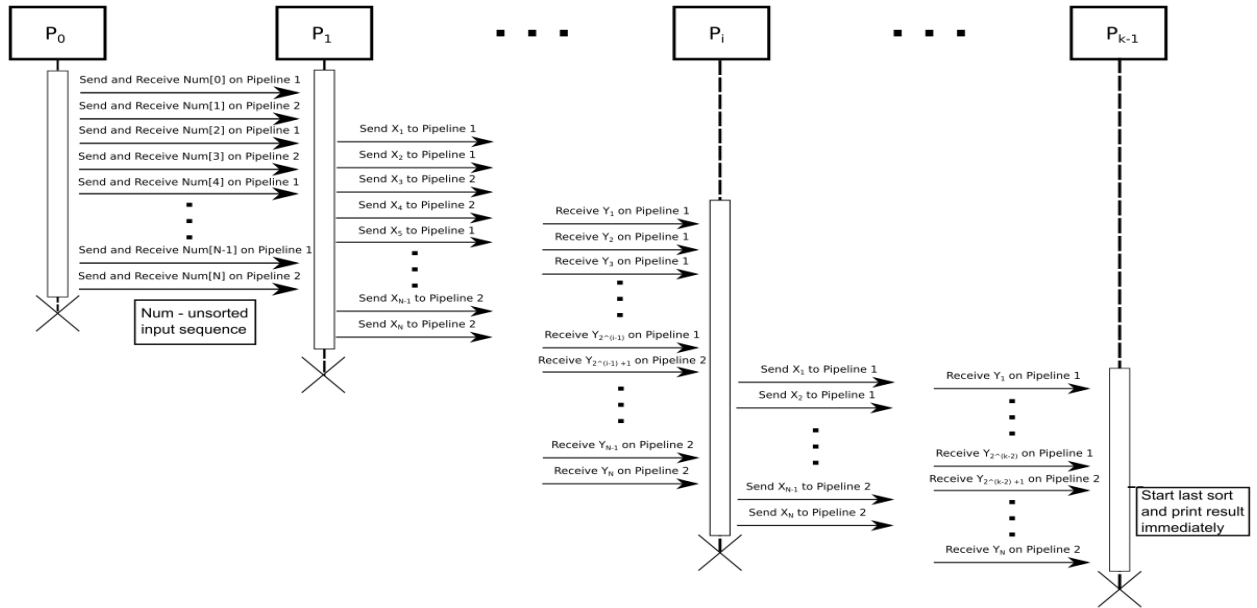 P0
P1
Pi
Pk-1
Send and Receive Num[0] on Pipeline 1
Send and Receive Num[1] on Pipeline 2
Send and Receive Num[2] on Pipeline 1
Send and Receive Num[3] on Pipeline 2
Send and Receive Num[4] on Pipeline 1
Send and Receive Num[N-1] on Pipeline 1
Send and Receive Num[N] on Pipeline 2
Num - unsorted
input sequence
Send X1 to Pipeline 1
Send X2 to Pipeline 1
Send X3 to Pipeline 2
Send X4 to Pipeline 2
Send X5 to Pipeline 1
Send XN-1 to Pipeline 2
Send XN to Pipeline 2
Receive Y1 on Pipeline 1
Receive Y2 on Pipeline 1
Receive Y3 on Pipeline 1
Receive Y2^(i-1) on Pipeline 1
Receive Y2^(i-1) +1 on Pipeline 2
Receive YN-1 on Pipeline 2
Receive YN on Pipeline 2
Send X1 to Pipeline 1
Send X2 to Pipeline 1
Send XN-1 to Pipeline 2
Send XN to Pipeline 2
Receive Y1 on Pipeline 1
Receive Y2^(k-2) on Pipeline 1
Receive Y2^(k-2) +1 on Pipeline 2
Receive YN on Pipeline 2
Start last sort
and print result
immediately